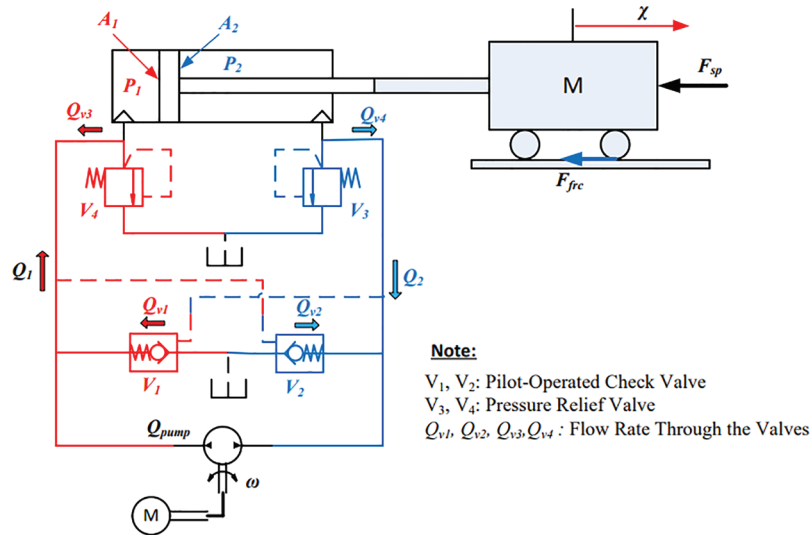 A1 A2
χ
P1 P2
M
Fsp
Qv3 Qv4
Ffrc
V4 V3
Q1 Q2
Qv1 Qv2
V1 V2
Note:
V1, V2: Pilot-Operated Check Valve
V3, V4: Pressure Relief Valve
Qv1, Qv2, Qv3,Qv4 : Flow Rate Through the Valves
Qpump
ω
M